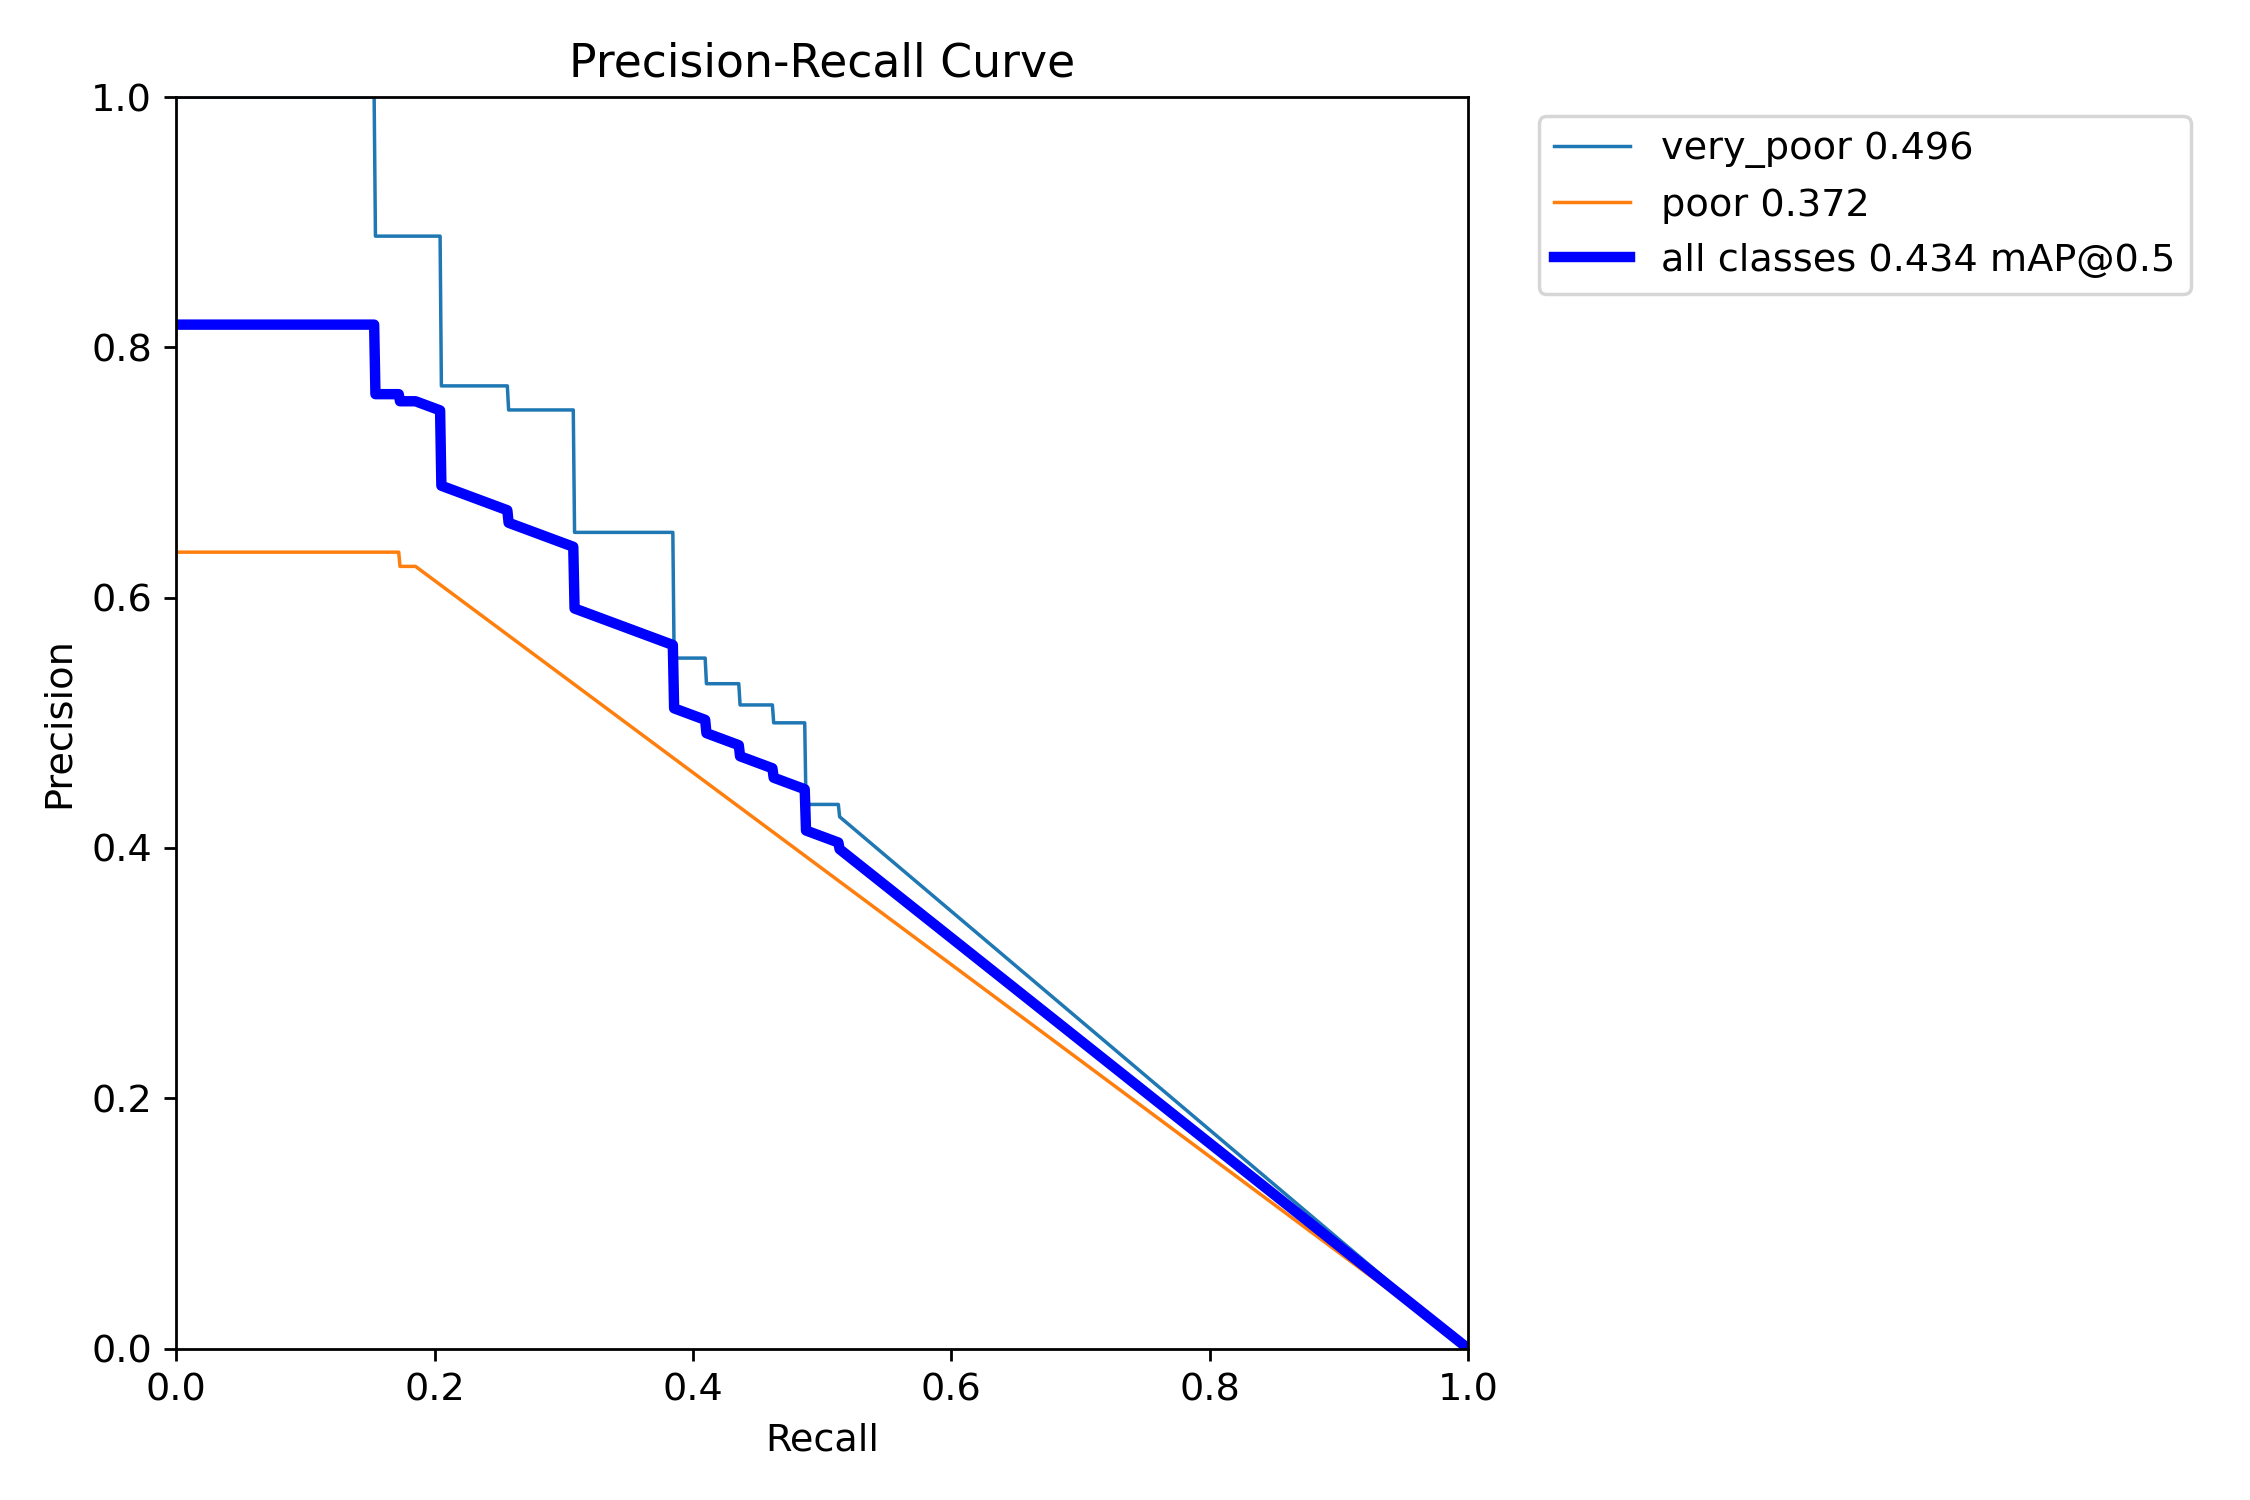 Precision-Recall Curve
very_poor 0.496
poor 0.372
all classes 0.434 mAP@0.5
Precision
1.0
0.8
0.6
0.4
0.2
0.0
0.0 0.2 0.4 0.6 0.8 1.0
Recall